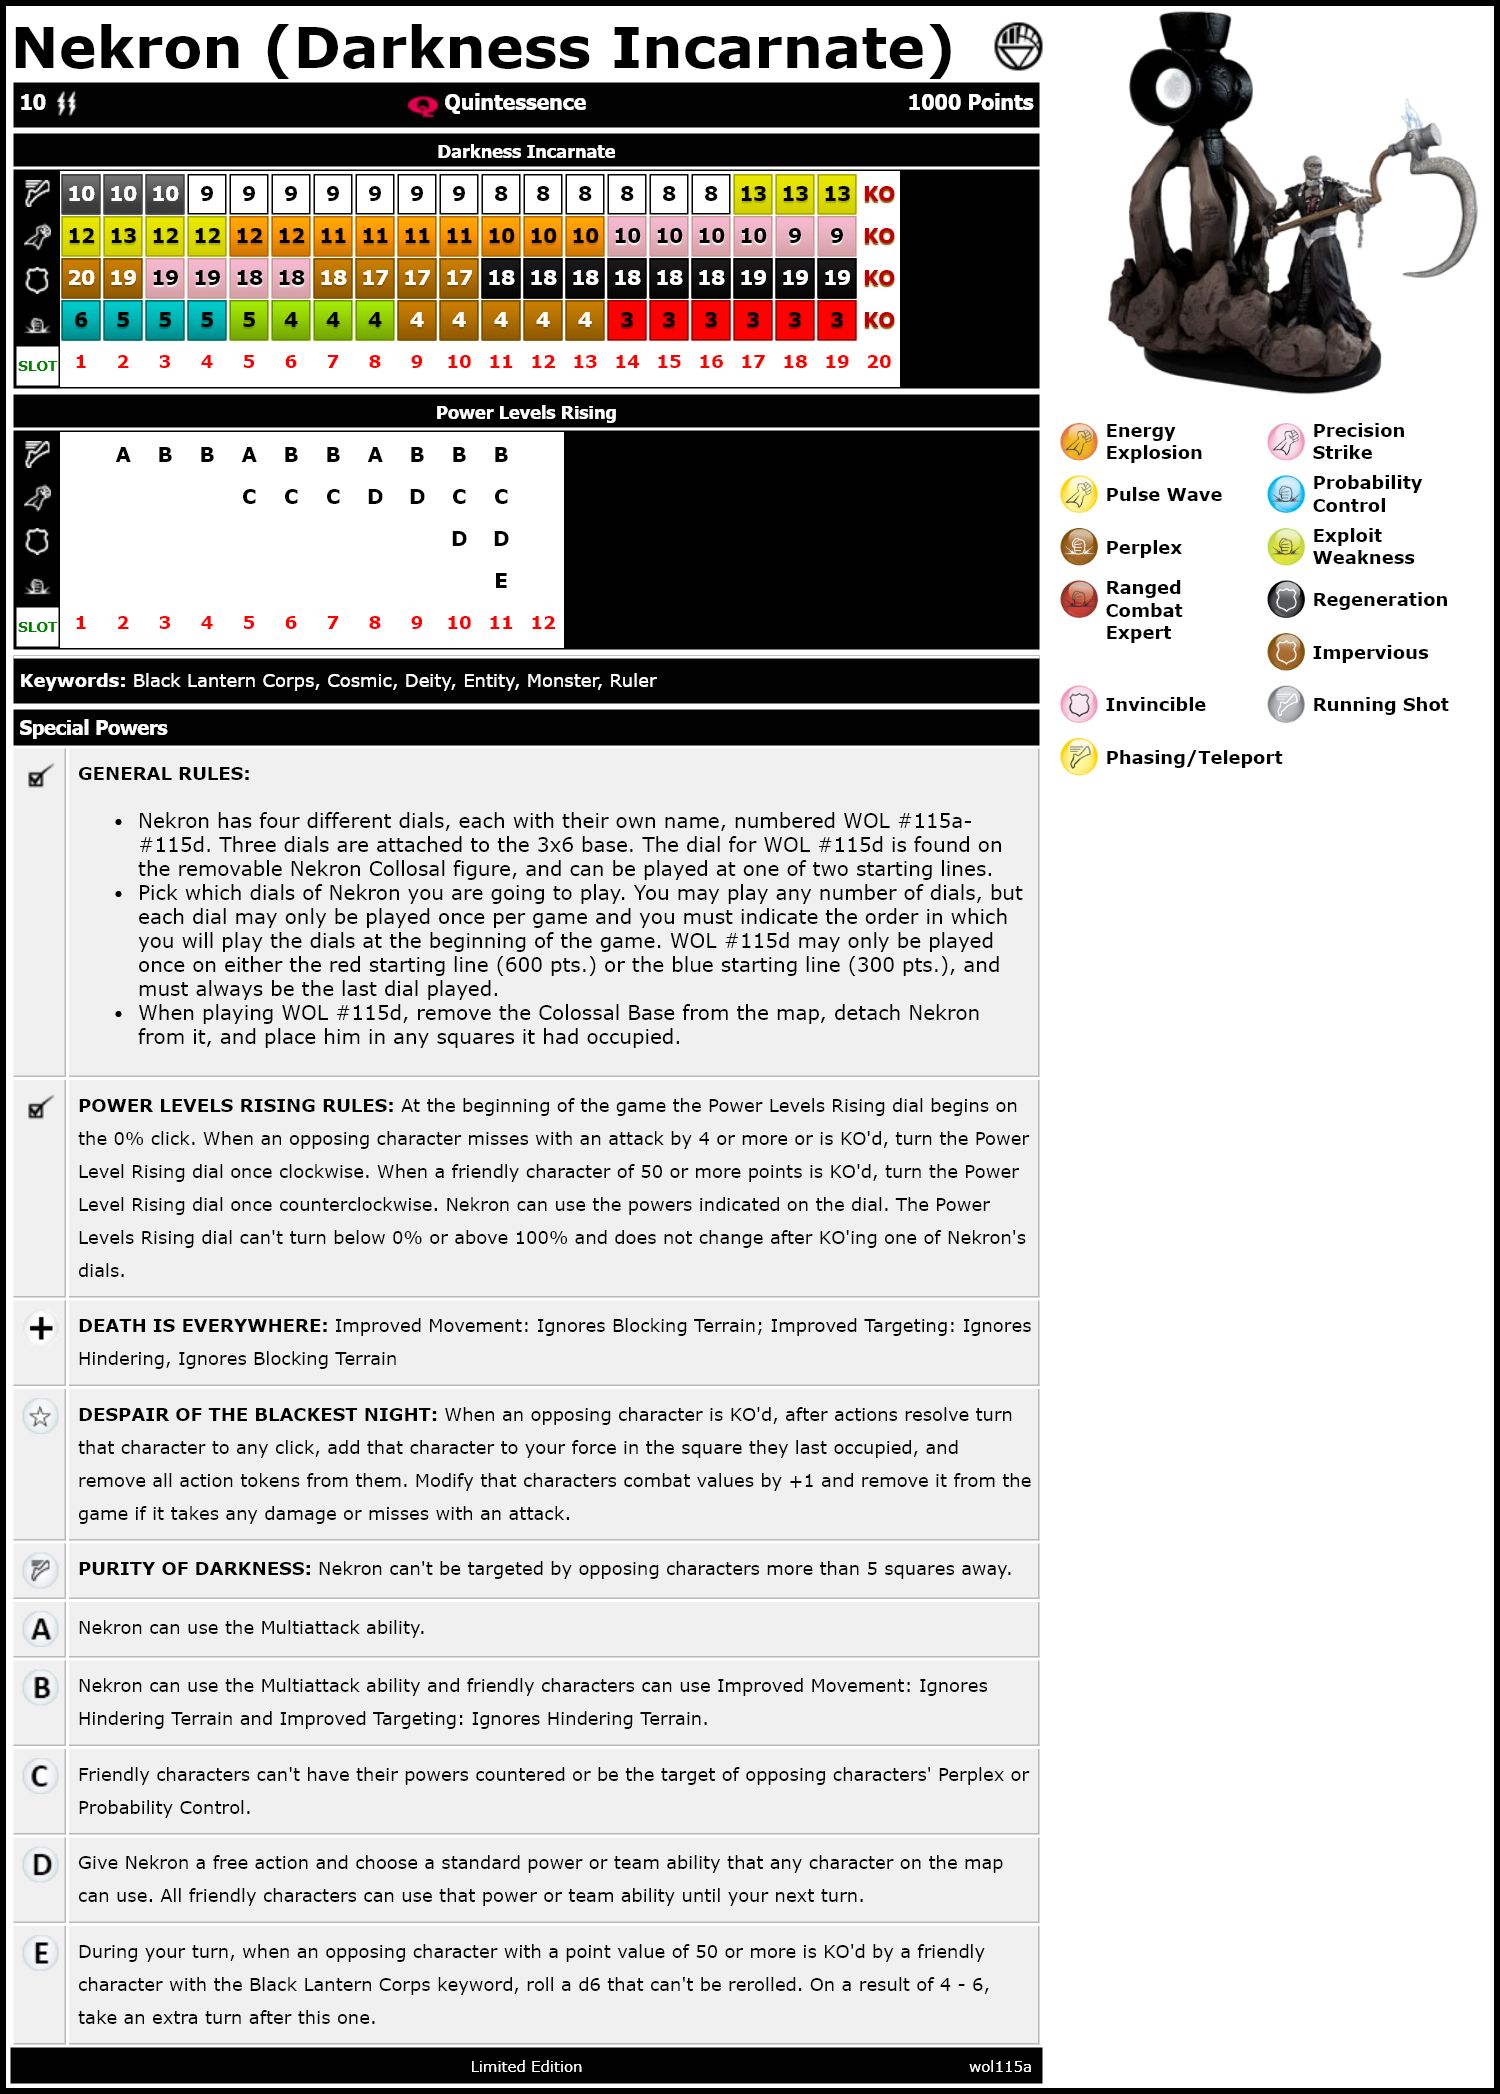 Nekron (Darkness Incarnate)
10 Quintessence 1000 Points
Darkness Incarnate
10 10 10 9 9 9 9 9 9 9 8 8 8 8 8 8 13 13 13 KO
12 13 12 12 12 12 11 11 11 11 10 10 10 10 10 10 10 9 9 KO
20 19 19 19 18 18 18 17 17 17 18 18 18 18 18 18 19 19 19 KO
6 5 5 5 5 4 4 4 4 4 4 4 4 3 3 3 3 3 3 KO
SLOT 1 2 3 4 5 6 7 8 9 10 11 12 13 14 15 16 17 18 19 20
Power Levels Rising
A B B A B B A B B B
C C C D D C C
D D
E
SLOT 1 2 3 4 5 6 7 8 9 10 11 12
Keywords: Black Lantern Corps, Cosmic, Deity, Entity, Monster, Ruler
Special Powers
GENERAL RULES:
• Nekron has four different dials, each with their own name, numbered WOL #115a-
#115d. Three dials are attached to the 3x6 base. The dial for WOL #115d is found on
the removable Nekron Collosal figure, and can be played at one of two starting lines.
• Pick which dials of Nekron you are going to play. You may play any number of dials, but
each dial may only be played once per game and you must indicate the order in which
you will play the dials at the beginning of the game. WOL #115d may only be played
once on either the red starting line (600 pts.) or the blue starting line (300 pts.), and
must always be the last dial played.
• When playing WOL #115d, remove the Colossal Base from the map, detach Nekron
from it, and place him in any squares it had occupied.
POWER LEVELS RISING RULES: At the beginning of the game the Power Levels Rising dial begins on
the 0% click. When an opposing character misses with an attack by 4 or more or is KO'd, turn the Power
Level Rising dial once clockwise. When a friendly character of 50 or more points is KO'd, turn the Power
Level Rising dial once counterclockwise. Nekron can use the powers indicated on the dial. The Power
Levels Rising dial can't turn below 0% or above 100% and does not change after KO'ing one of Nekron's
dials.
DEATH IS EVERYWHERE: Improved Movement: Ignores Blocking Terrain; Improved Targeting: Ignores
Hindering, Ignores Blocking Terrain
DESPAIR OF THE BLACKEST NIGHT: When an opposing character is KO'd, after actions resolve turn
that character to any click, add that character to your force in the square they last occupied, and
remove all action tokens from them. Modify that characters combat values by +1 and remove it from the
game if it takes any damage or misses with an attack.
PURITY OF DARKNESS: Nekron can't be targeted by opposing characters more than 5 squares away.
A Nekron can use the Multiattack ability.
B Nekron can use the Multiattack ability and friendly characters can use Improved Movement: Ignores
Hindering Terrain and Improved Targeting: Ignores Hindering Terrain.
C Friendly characters can't have their powers countered or be the target of opposing characters' Perplex or
Probability Control.
D Give Nekron a free action and choose a standard power or team ability that any character on the map
can use. All friendly characters can use that power or team ability until your next turn.
E During your turn, when an opposing character with a point value of 50 or more is KO'd by a friendly
character with the Black Lantern Corps keyword, roll a d6 that can't be rerolled. On a result of 4 - 6,
take an extra turn after this one.
Limited Edition wol115a
Energy
Explosion
Precision
Strike
Pulse Wave
Probability
Control
Perplex
Exploit
Weakness
Ranged
Combat
Expert
Regeneration
Impervious
Invincible
Running Shot
Phasing/Teleport